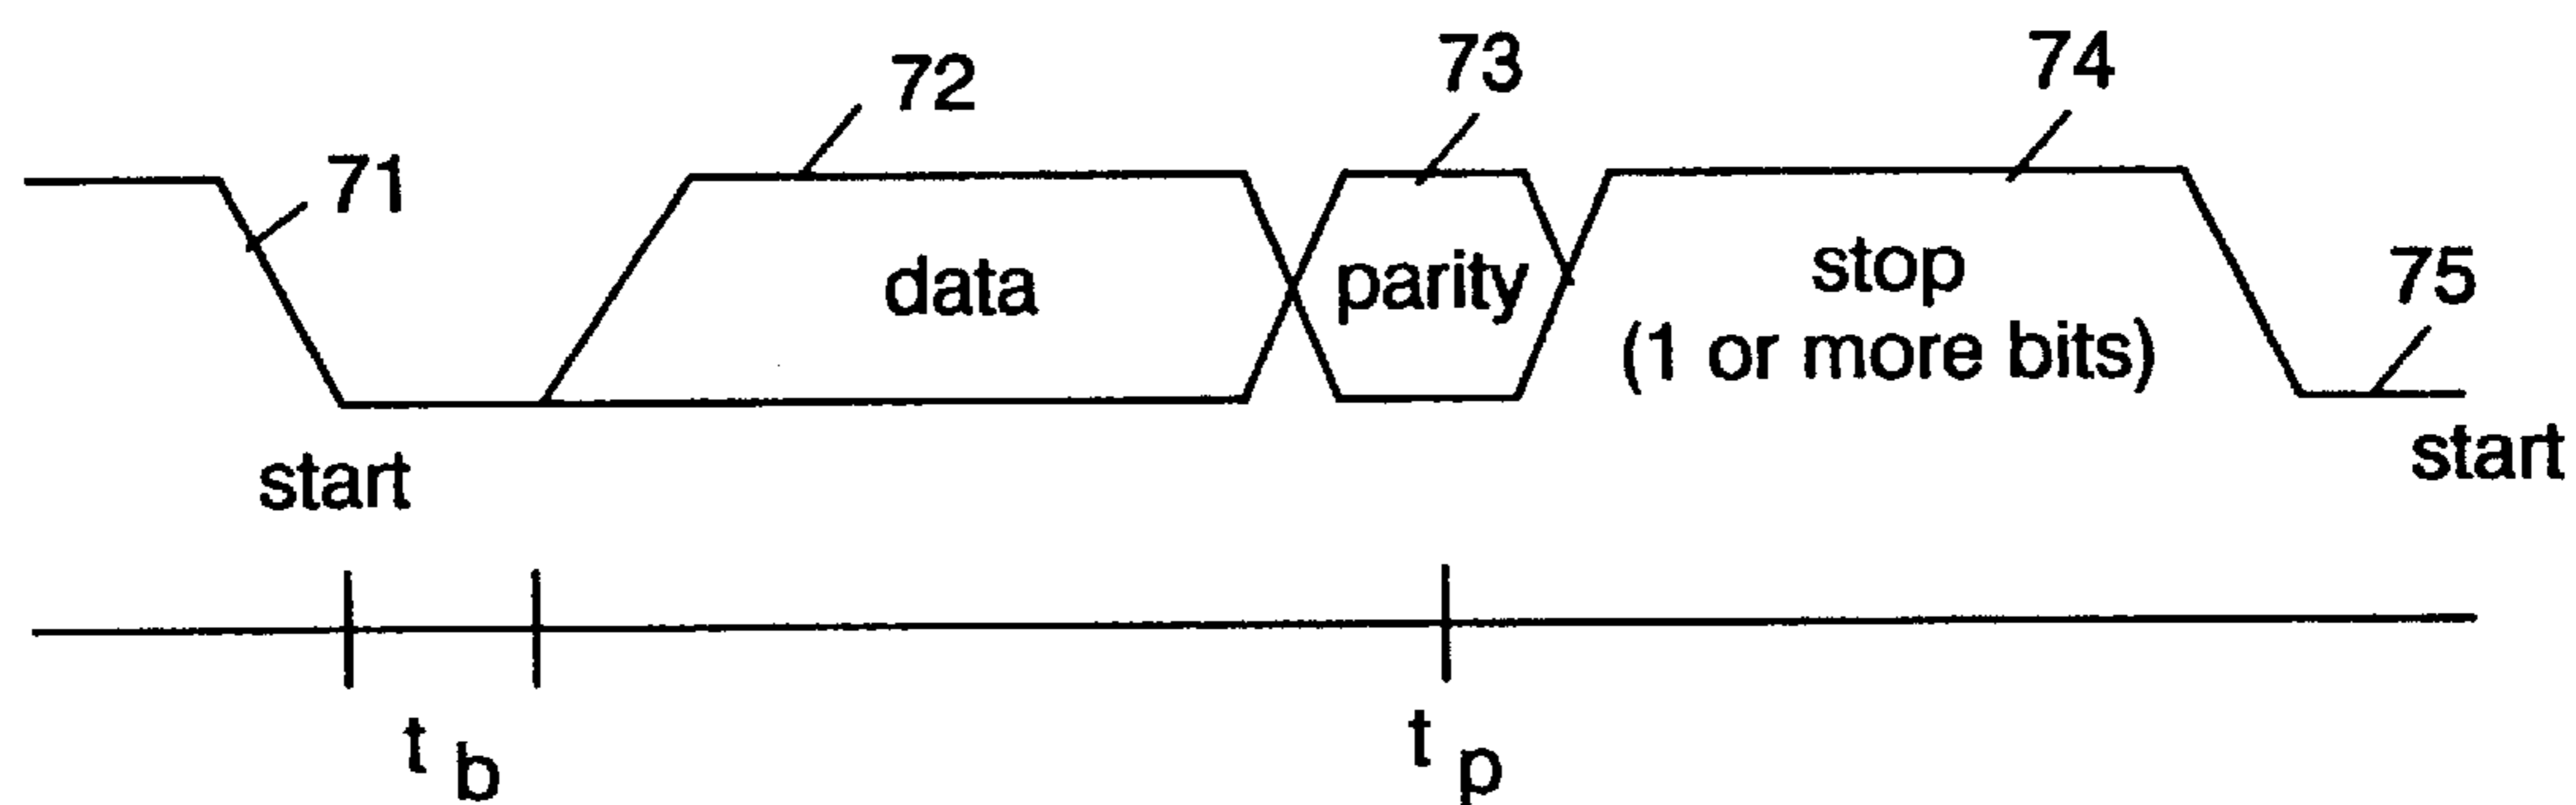 72
73
74
71
75
data
parity
stop
(1 or more bits)
start
start
t b
t p